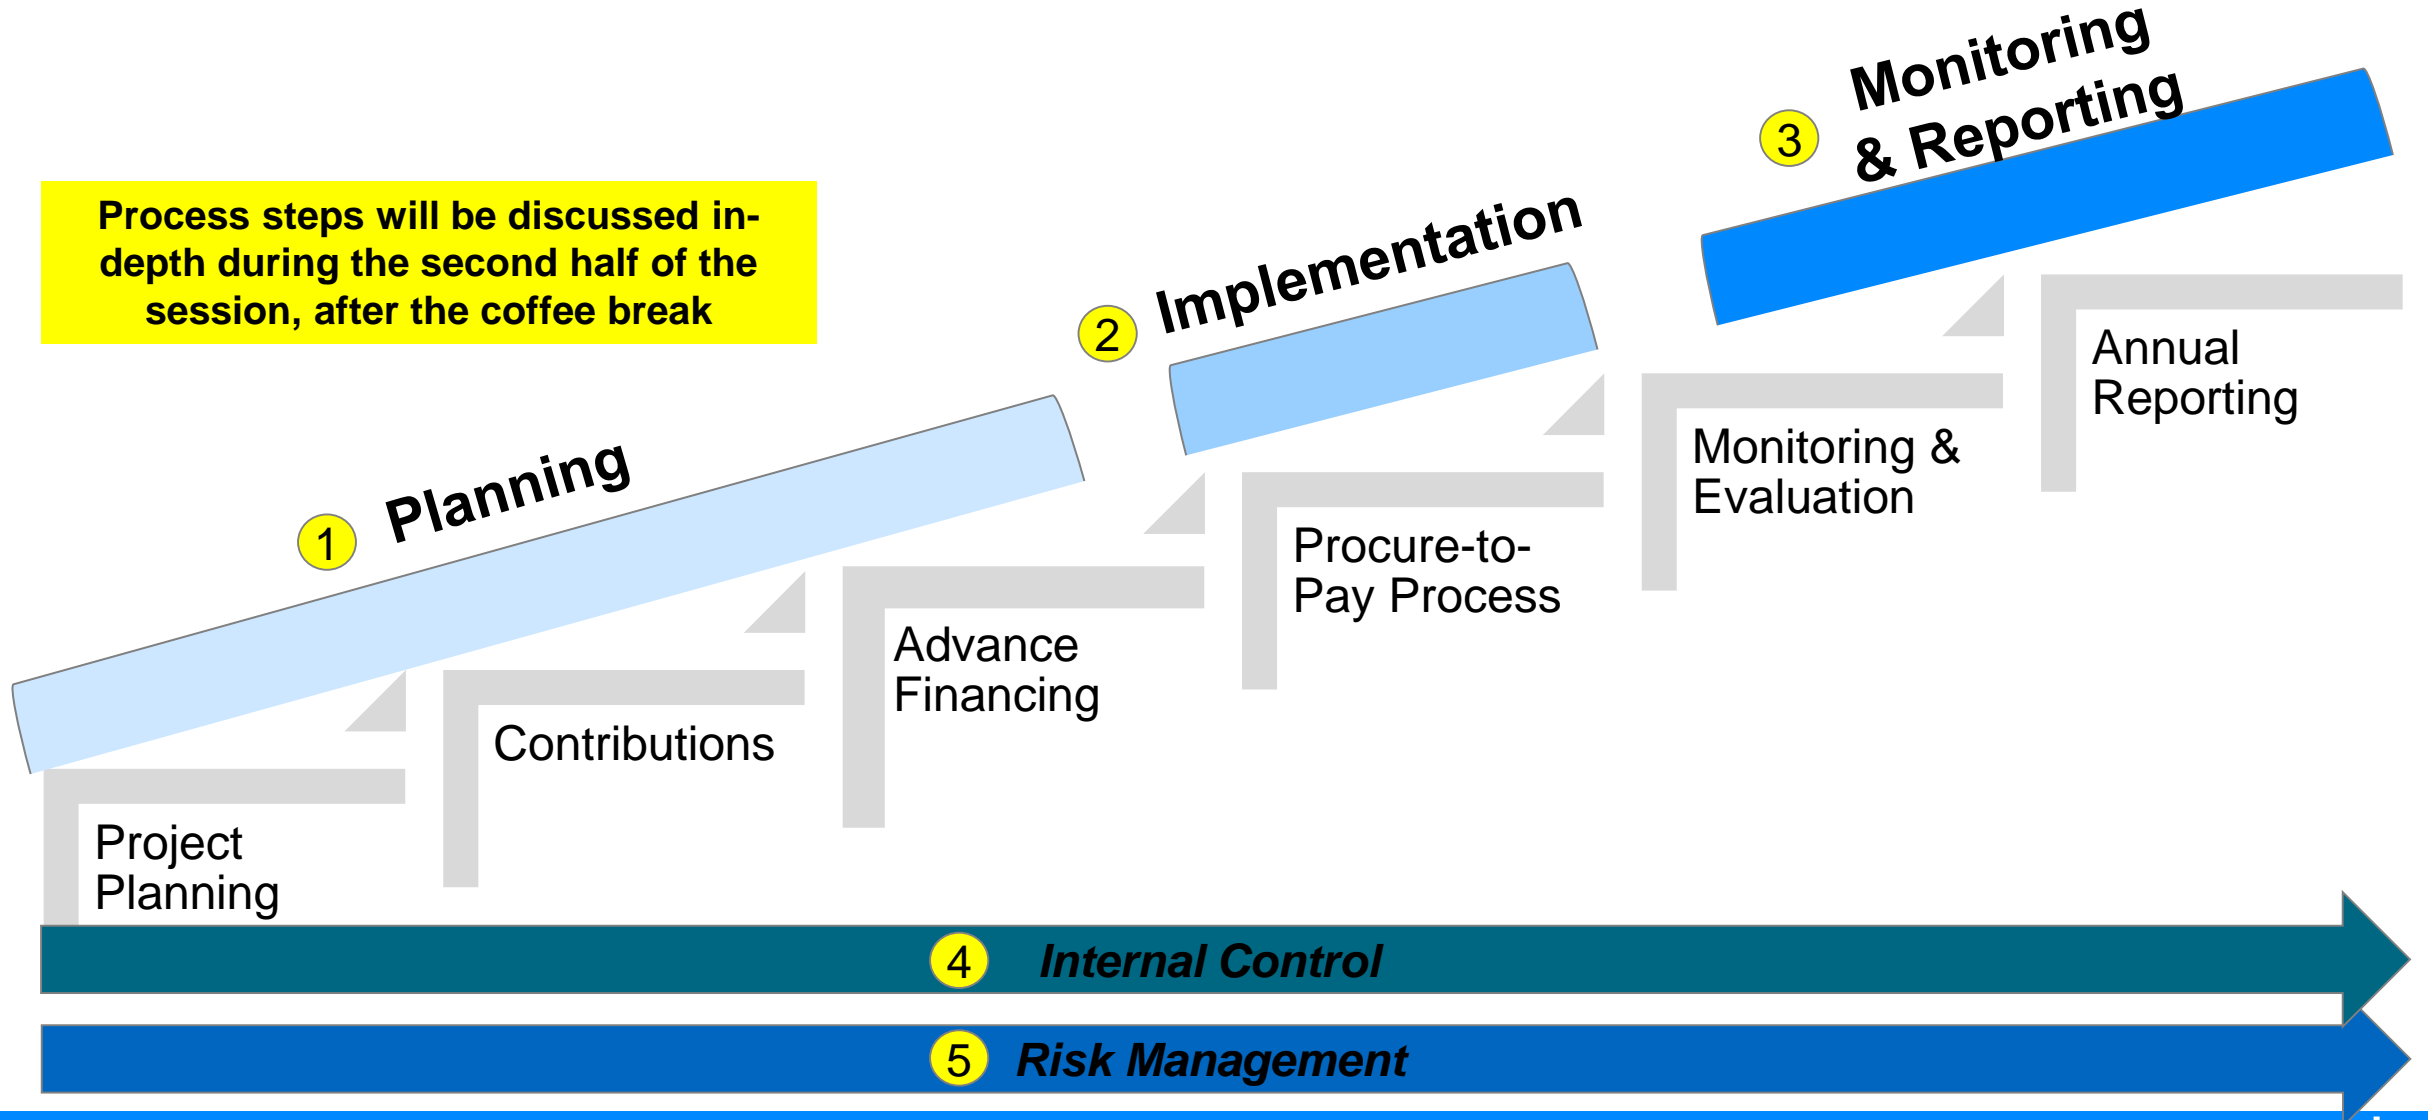 Monitoring
& Reporting
3
Process steps will be discussed in-
depth during the second half of the
session, after the coffee break
Implementation
2
Planning
1
Annual
Reporting
Monitoring &
Evaluation
Procure-to-
Pay Process
Advance
Financing
Contributions
Project
Planning
4 Internal Control
5 Risk Management